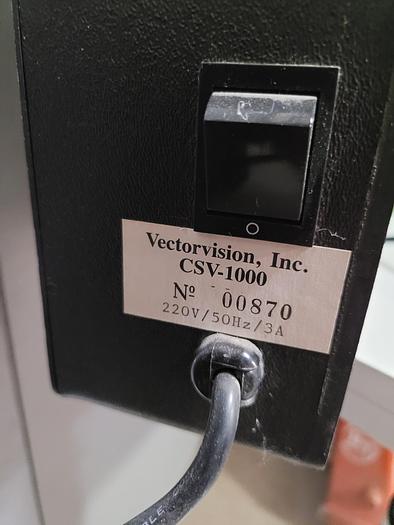 O
Vectorvision, Inc.
CSV-1000
Nº 00870
220V/50Hz/3A